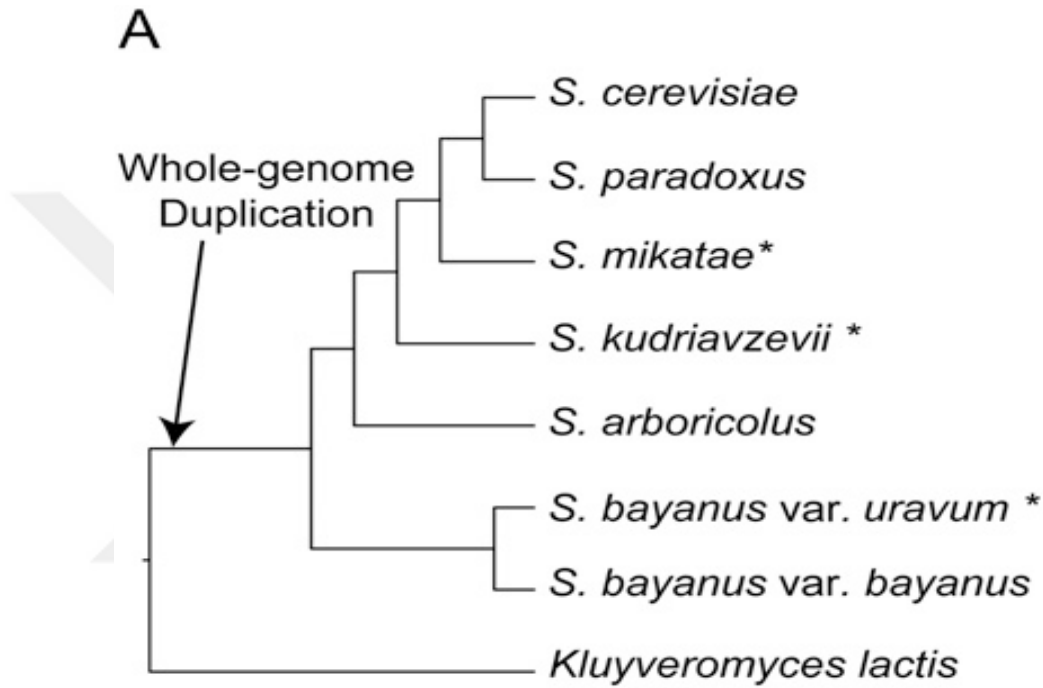 A
S. cerevisiae
Whole-genome
Duplication
S. paradoxus
S. mikatae*
S. kudriavzevii *
S. arboricolus
S. bayanus var. uravum *
S. bayanus var. bayanus
Kluyveromyces lactis